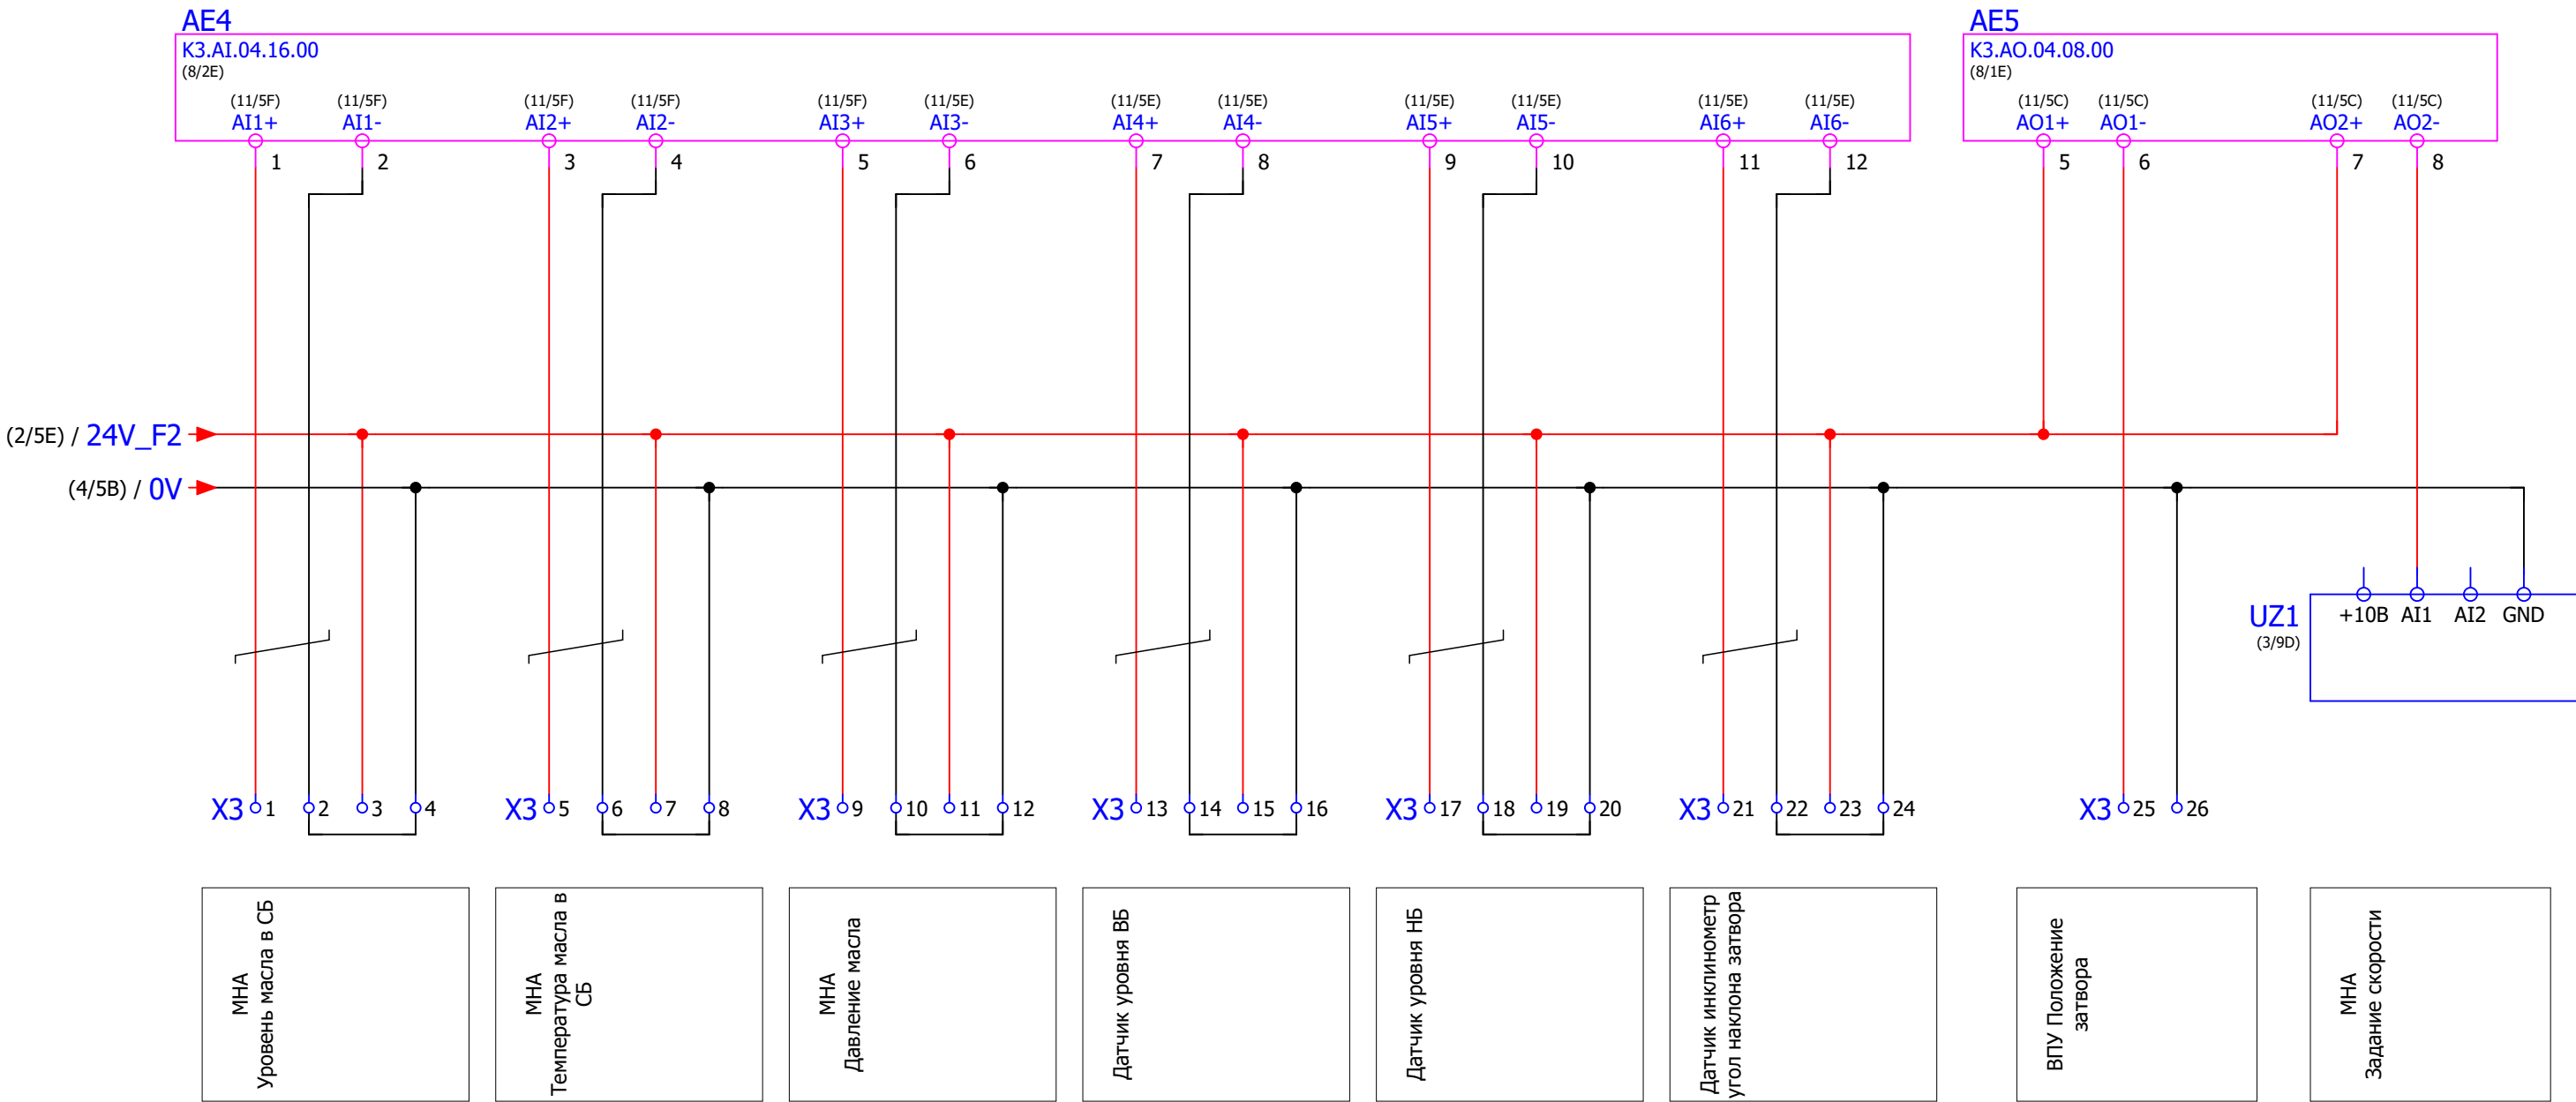 AE4
K3.AI.04.16.00
(8/2E)
(11/5F) (11/5F) (11/5F) (11/5F) (11/5F) (11/5E) (11/5E) (11/5E) (11/5E) (11/5E) (11/5E) (11/5E)
AI1+ AI1- AI2+ AI2- AI3+ AI3- AI4+ AI4- AI5+ AI5- AI6+ AI6-
1 2 3 4 5 6 7 8 9 10 11 12
AE5
K3.AO.04.08.00
(8/1E)
(11/5C) (11/5C) (11/5C) (11/5C)
AO1+ AO1- AO2+ AO2-
5 6 7 8
(2/5E) / 24V_F2
(4/5B) / 0V
UZ1
(3/9D)
+10В AI1 AI2 GND
X3 1 2 3 4 X3 5 6 7 8 X3 9 10 11 12 X3 13 14 15 16 X3 17 18 19 20 X3 21 22 23 24 X3 25 26
МНА
Уровень масла в СБ
МНА
Температура масла в
СБ
МНА
Давление масла
Датчик уровня ВБ
Датчик уровня НБ
Датчик инклинометр
угол наклона затвора
ВПУ Положение
затвора
МНА
Задание скорости